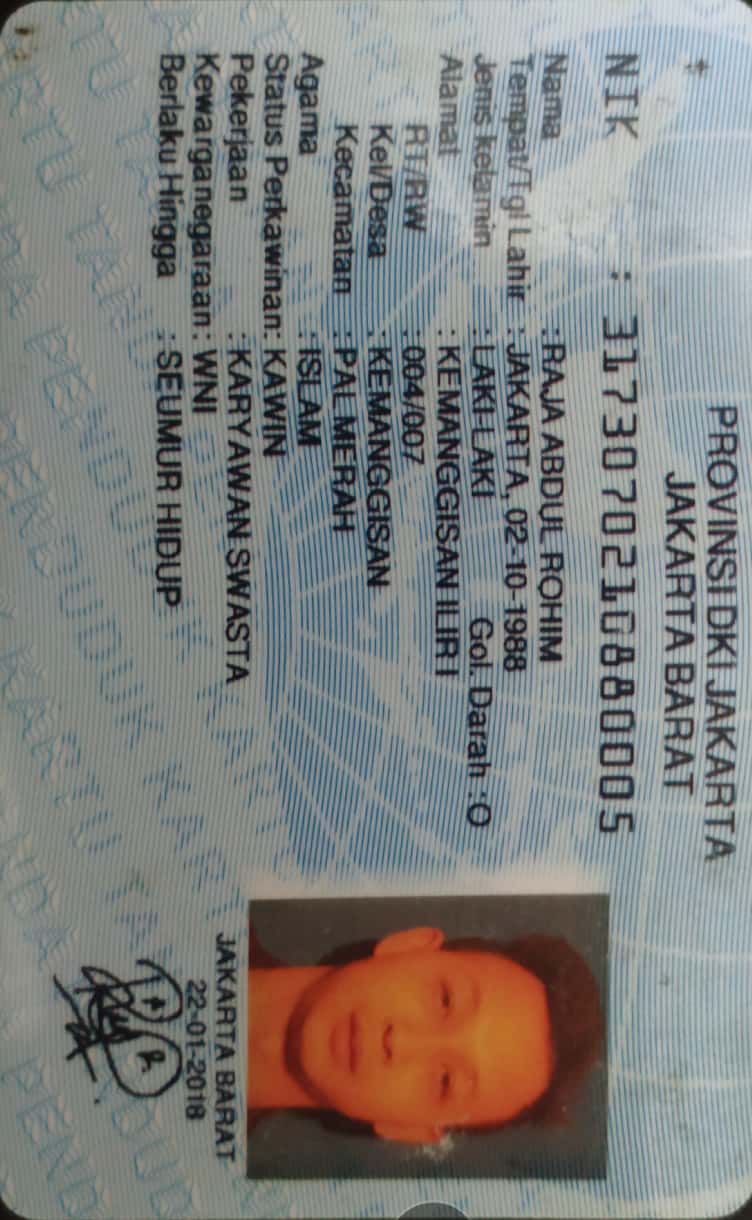 PROVINSI DKI JAKARTA
JAKARTA BARAT
NIK : 3173070210880005
Nama : RAJA ABDUL ROHIM
Tempat/Tgl Lahir : JAKARTA, 02-10-1988
Jenis kelamin : LAKI-LAKI Gol. Darah : O
Alamat : KEMANGGISAN ILIR I
RT/RW : 004/007
Kel/Desa : KEMANGGISAN
Kecamatan : PAL MERAH
Agama : ISLAM
Status Perkawinan: KAWIN
Pekerjaan : KARYAWAN SWASTA
Kewarganegaraan: WNI
Berlaku Hingga : SEUMUR HIDUP
JAKARTA BARAT
22-01-2018